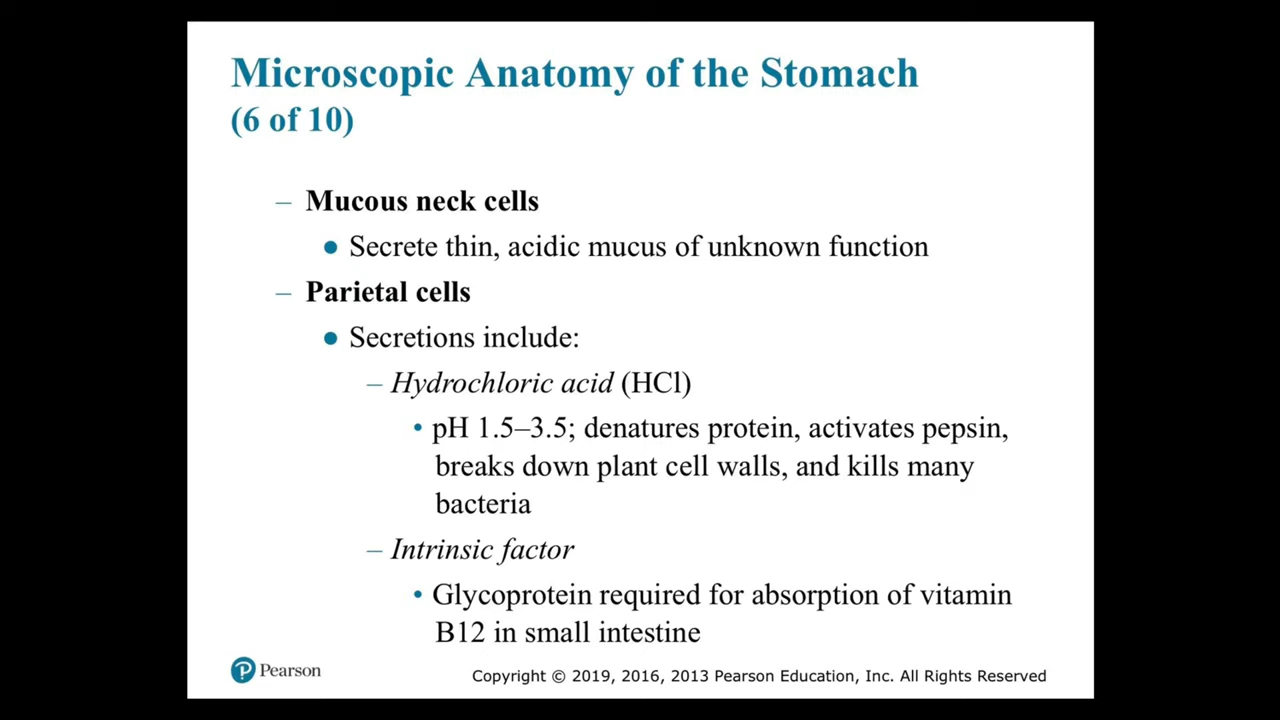 Microscopic Anatomy of the Stomach
(6 of 10)
– Mucous neck cells
● Secrete thin, acidic mucus of unknown function
– Parietal cells
● Secretions include:
– Hydrochloric acid (HCl)
• pH 1.5–3.5; denatures protein, activates pepsin,
breaks down plant cell walls, and kills many
bacteria
– Intrinsic factor
• Glycoprotein required for absorption of vitamin
B12 in small intestine
P Pearson
Copyright © 2019, 2016, 2013 Pearson Education, Inc. All Rights Reserved